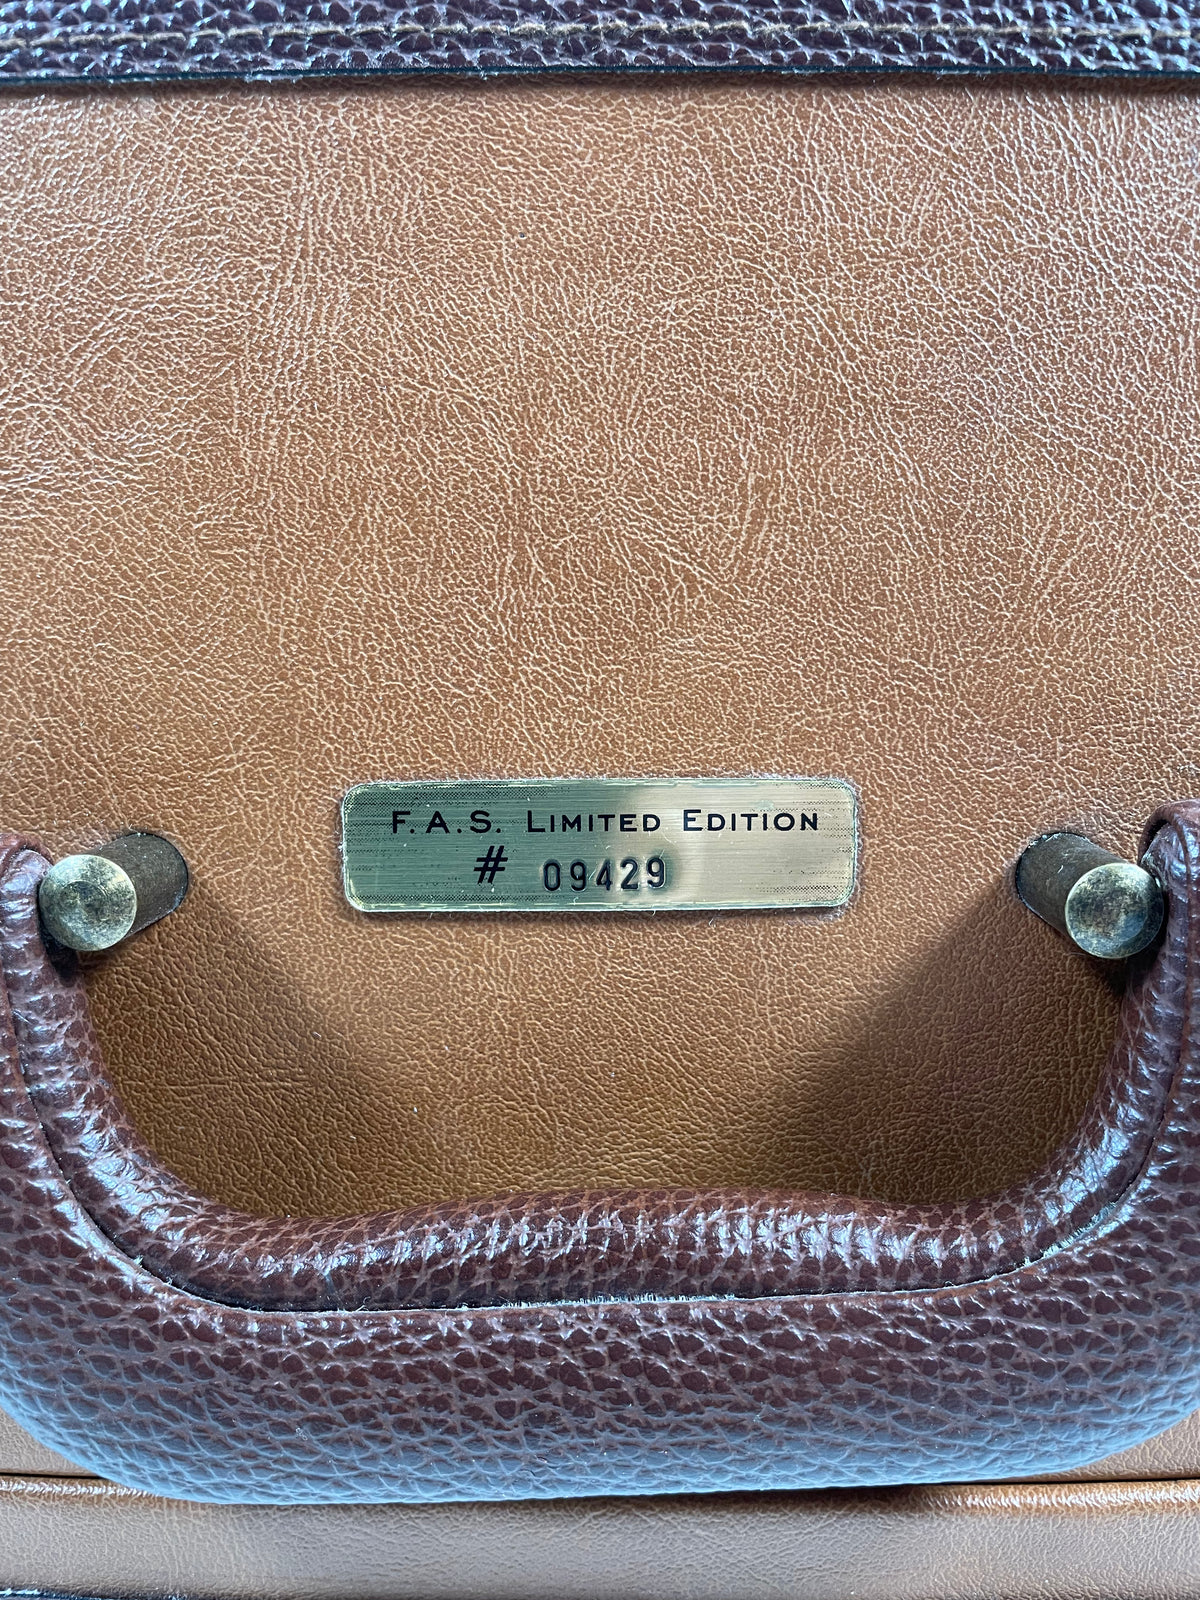 F.A.S. LIMITED EDITION
# 09429